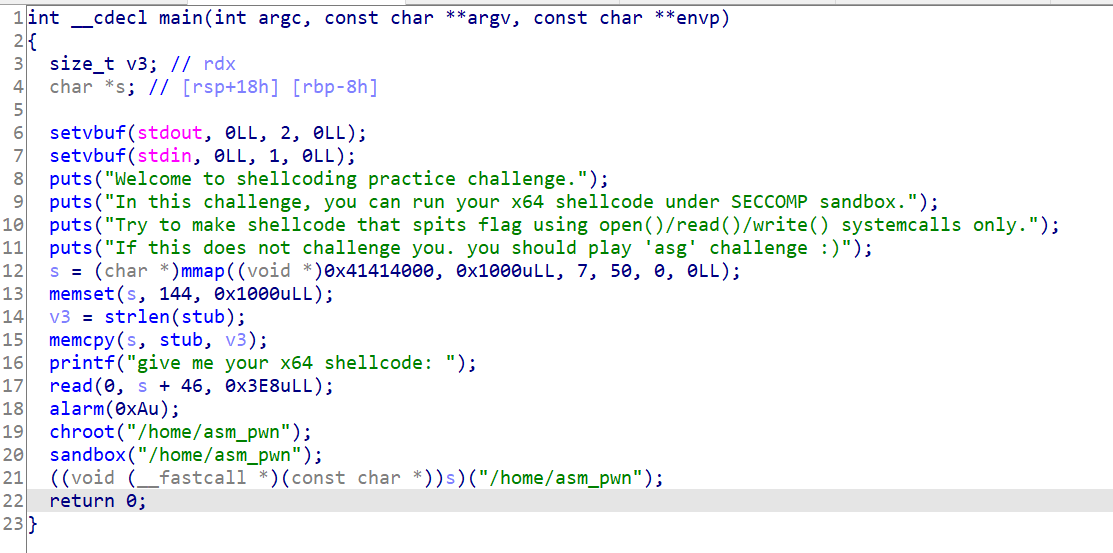 1 int __cdecl main(int argc, const char **argv, const char **envp)
2 {
3   size_t v3; // rdx
4   char *s; // [rsp+18h] [rbp-8h]
5
6   setvbuf(stdout, 0LL, 2, 0LL);
7   setvbuf(stdin, 0LL, 1, 0LL);
8   puts("Welcome to shellcoding practice challenge.");
9   puts("In this challenge, you can run your x64 shellcode under SECCOMP sandbox.");
10   puts("Try to make shellcode that spits flag using open()/read()/write() systemcalls only.");
11   puts("If this does not challenge you. you should play 'asg' challenge :)");
12   s = (char *)mmap((void *)0x41414000, 0x1000uLL, 7, 50, 0, 0LL);
13   memset(s, 144, 0x1000uLL);
14   v3 = strlen(stub);
15   memcpy(s, stub, v3);
16   printf("give me your x64 shellcode: ");
17   read(0, s + 46, 0x3E8uLL);
18   alarm(0xAu);
19   chroot("/home/asm_pwn");
20   sandbox("/home/asm_pwn");
21   ((void (__fastcall *)(const char *))s)("/home/asm_pwn");
22   return 0;
23 }